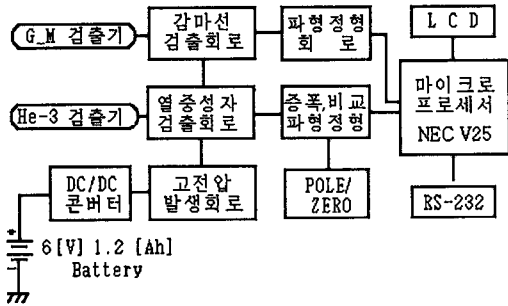 G_M 검출기
감마선
검출회로
파형정형
회 로
L C D
He-3 검출기
열중성자
검출회로
증폭,비교
파형정형
마이크로
프로세서
NEC V25
DC/DC
콘버터
고전압
발생회로
POLE/
ZERO
RS-232
6[V] 1.2 [Ah]
Battery